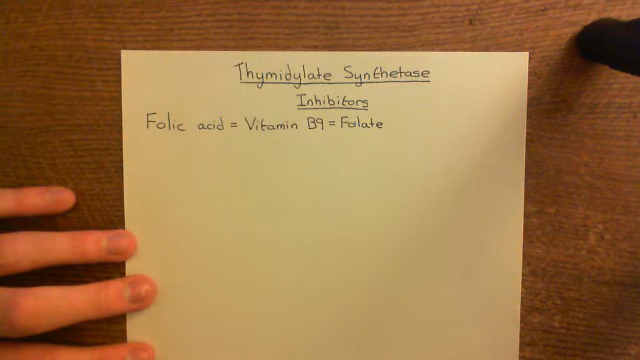 Thymidylate Synthetase
Inhibitors
Folic acid = Vitamin B9 = Folate